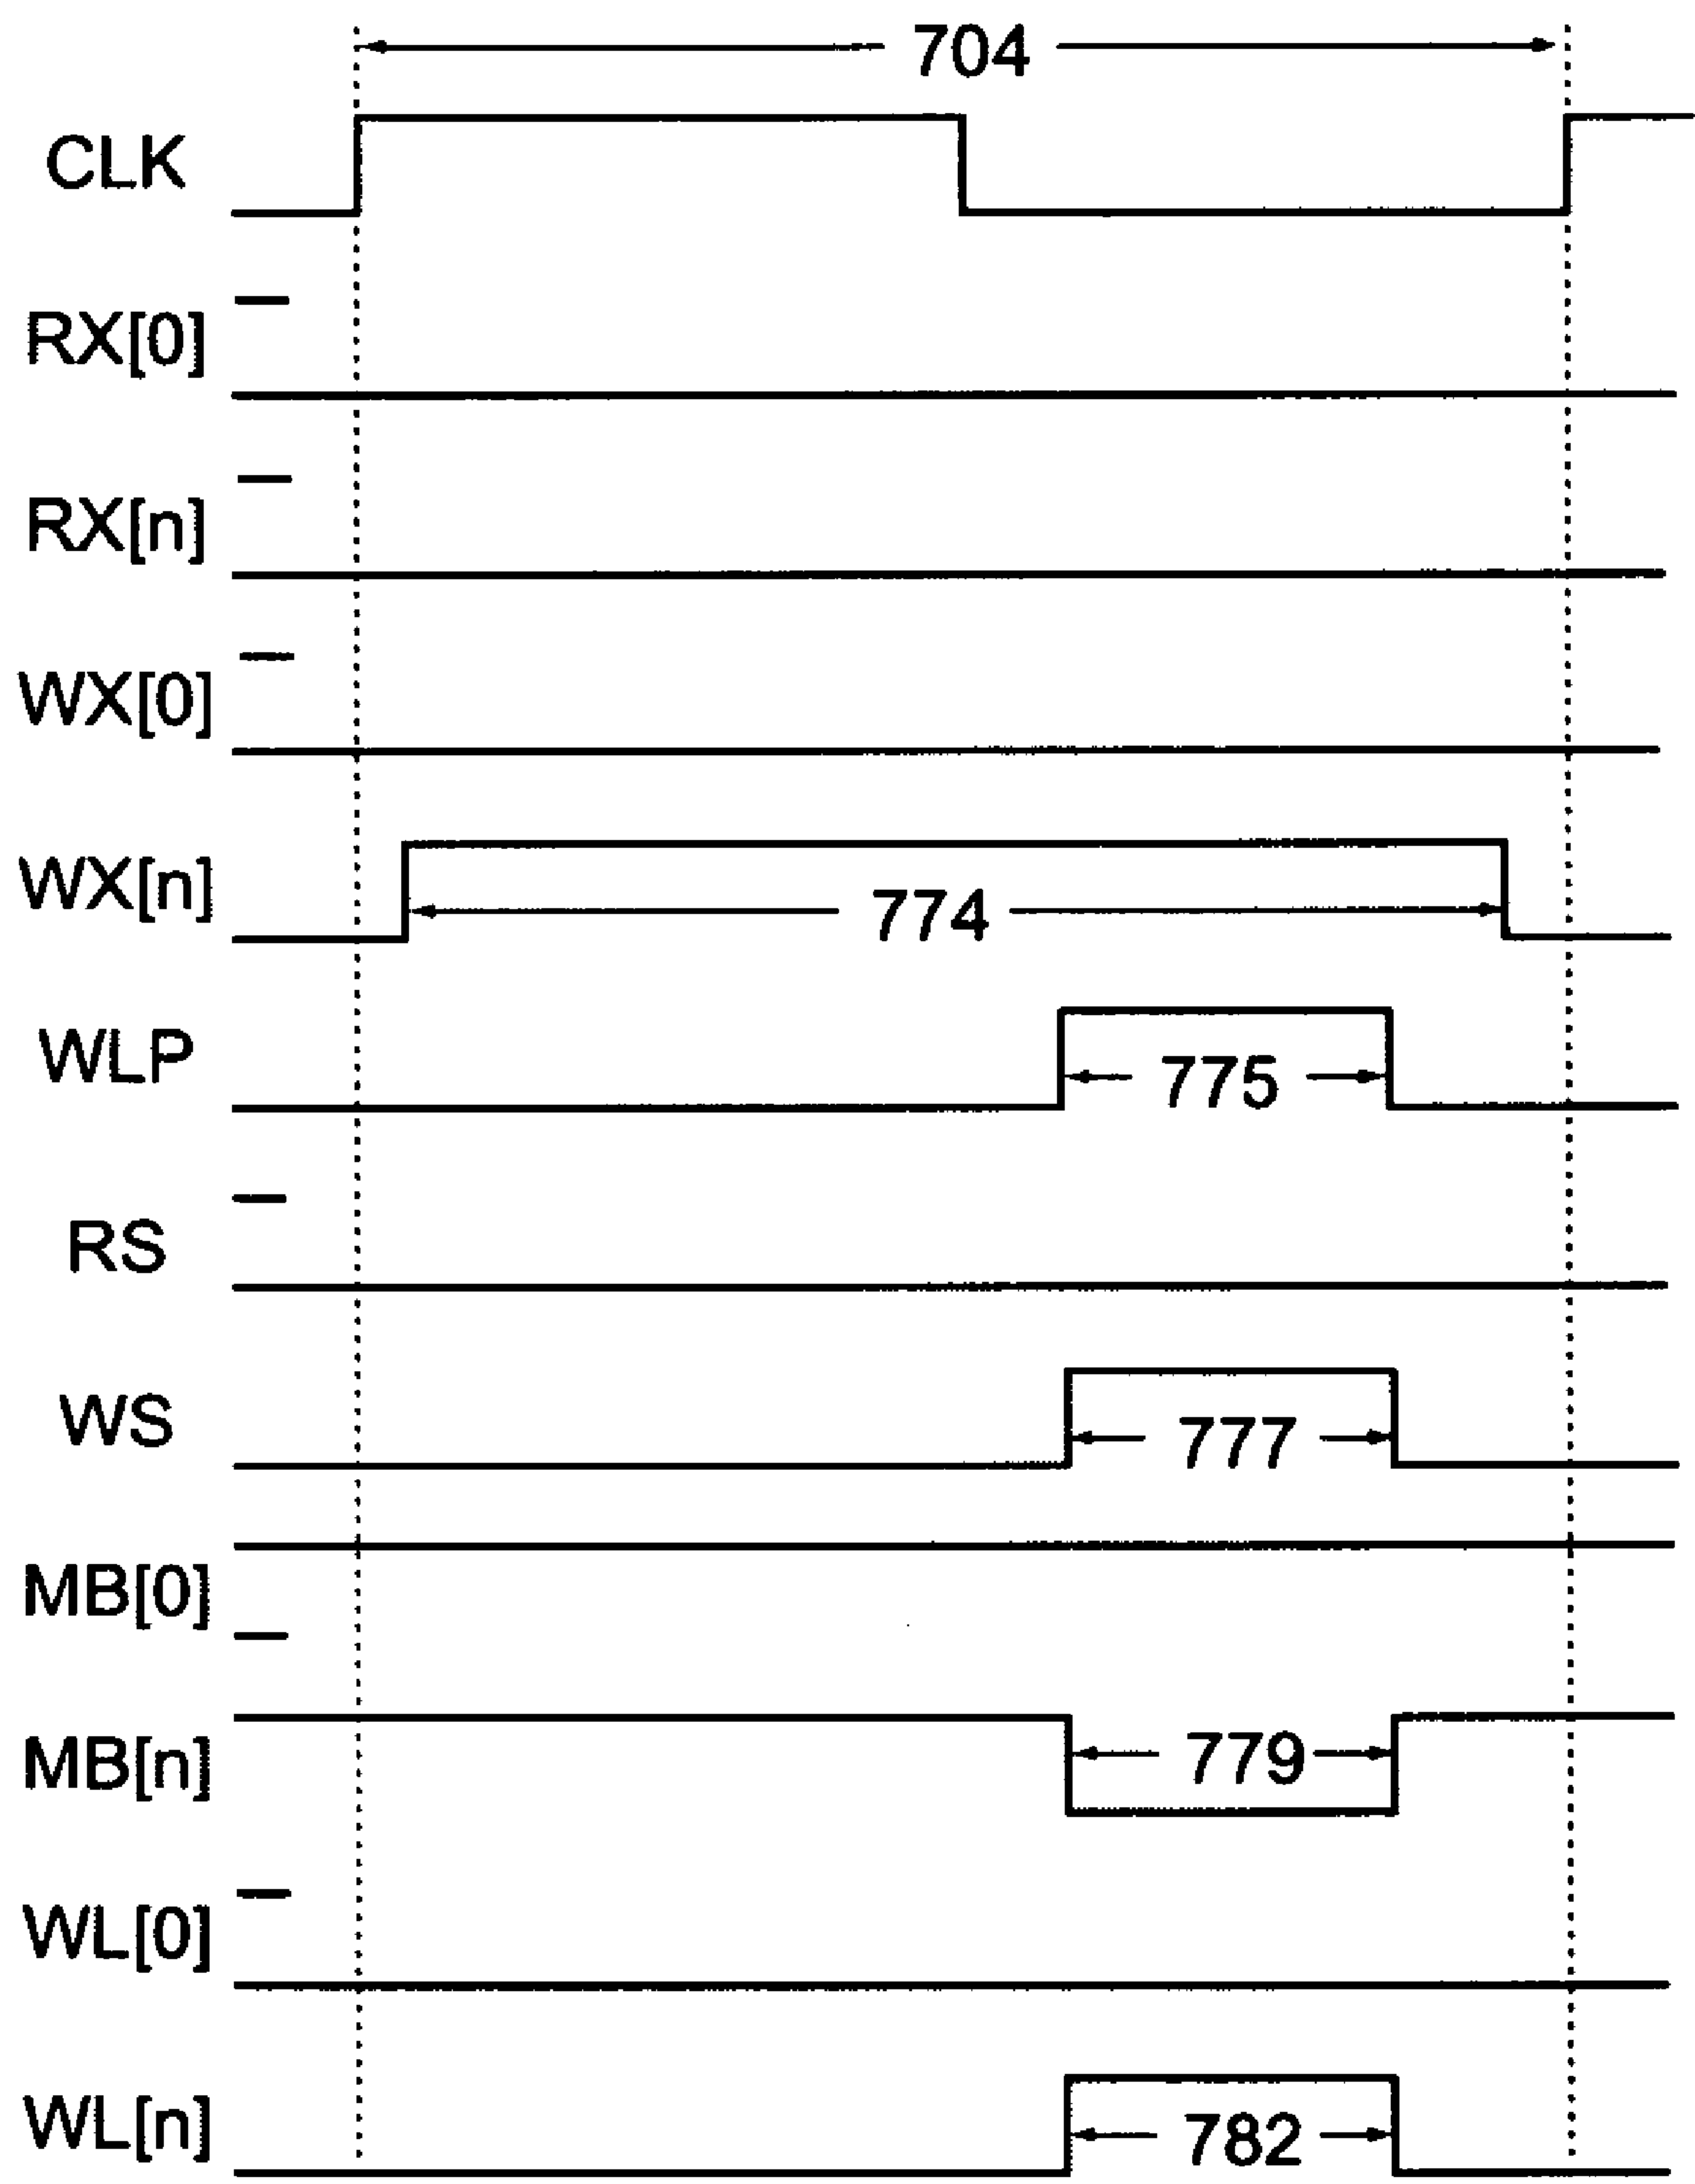 704
CLK
RX[0]
RX[n]
WX[0]
WX[n]
774
WLP
775
RS
WS
777
MB[0]
MB[n]
779
WL[0]
WL[n]
782